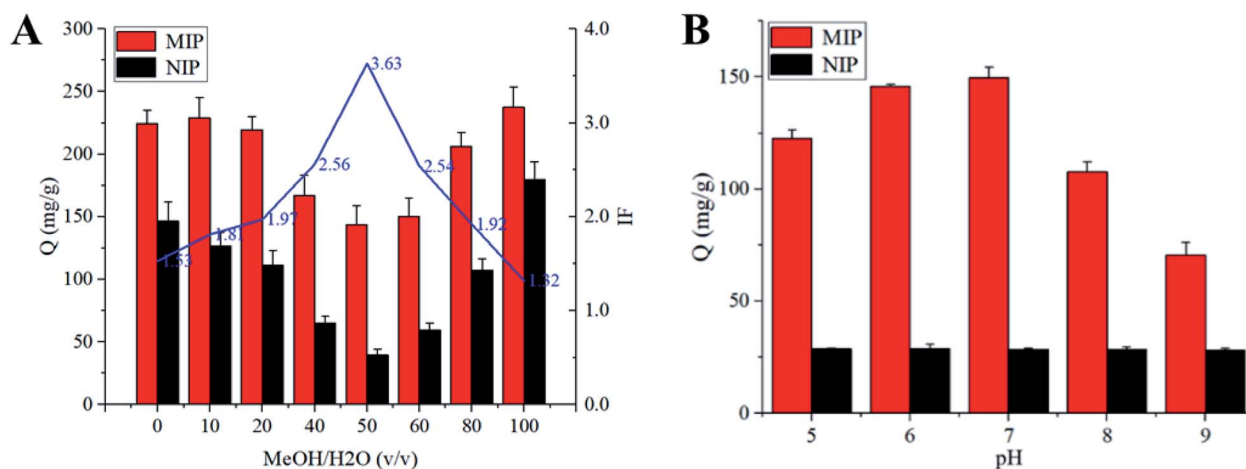 A
MIP
NIP
Q (mg/g)
300
250
200
150
100
50
0
4.0
3.0
2.0
1.0
0.0
IF
1.53
1.81
1.97
2.56
3.63
2.54
1.92
1.32
0 10 20 40 50 60 80 100
MeOH/H2O (v/v)
B
MIP
NIP
Q (mg/g)
150
100
50
0
5 6 7 8 9
pH